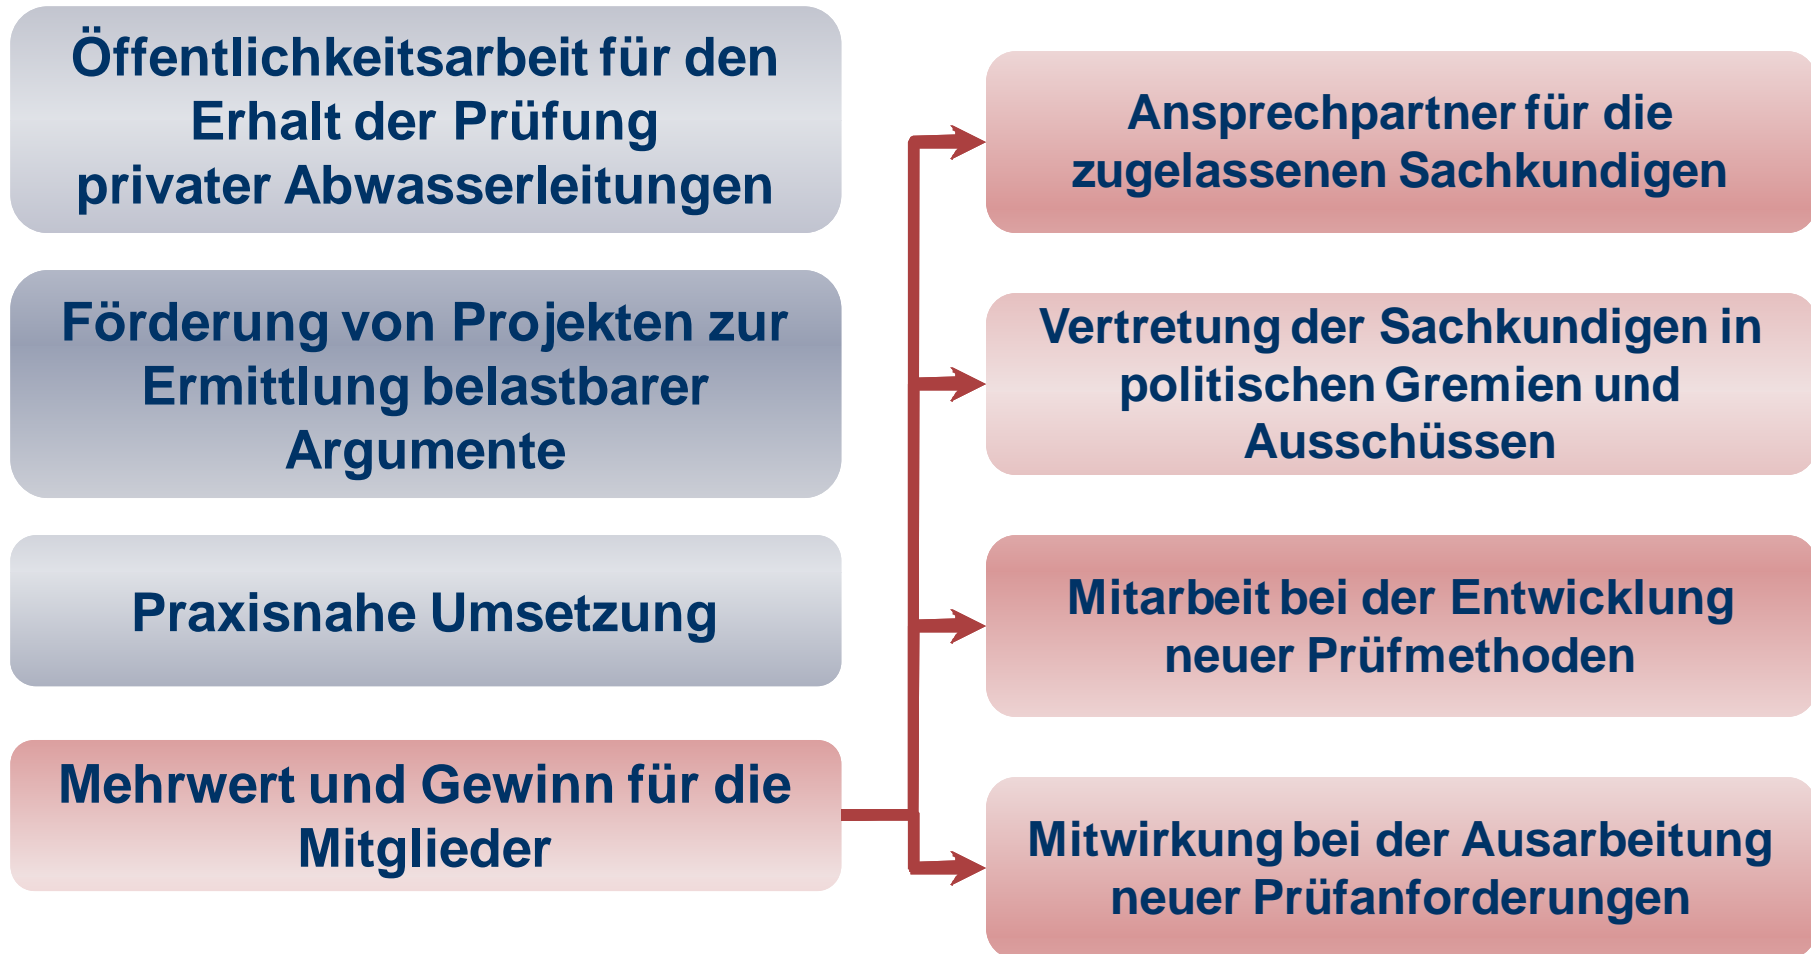 Öffentlichkeitsarbeit für den
Erhalt der Prüfung
privater Abwasserleitungen
Förderung von Projekten zur
Ermittlung belastbarer
Argumente
Praxisnahe Umsetzung
Mehrwert und Gewinn für die
Mitglieder
Ansprechpartner für die
zugelassenen Sachkundigen
Vertretung der Sachkundigen in
politischen Gremien und
Ausschüssen
Mitarbeit bei der Entwicklung
neuer Prüfmethoden
Mitwirkung bei der Ausarbeitung
neuer Prüfanforderungen